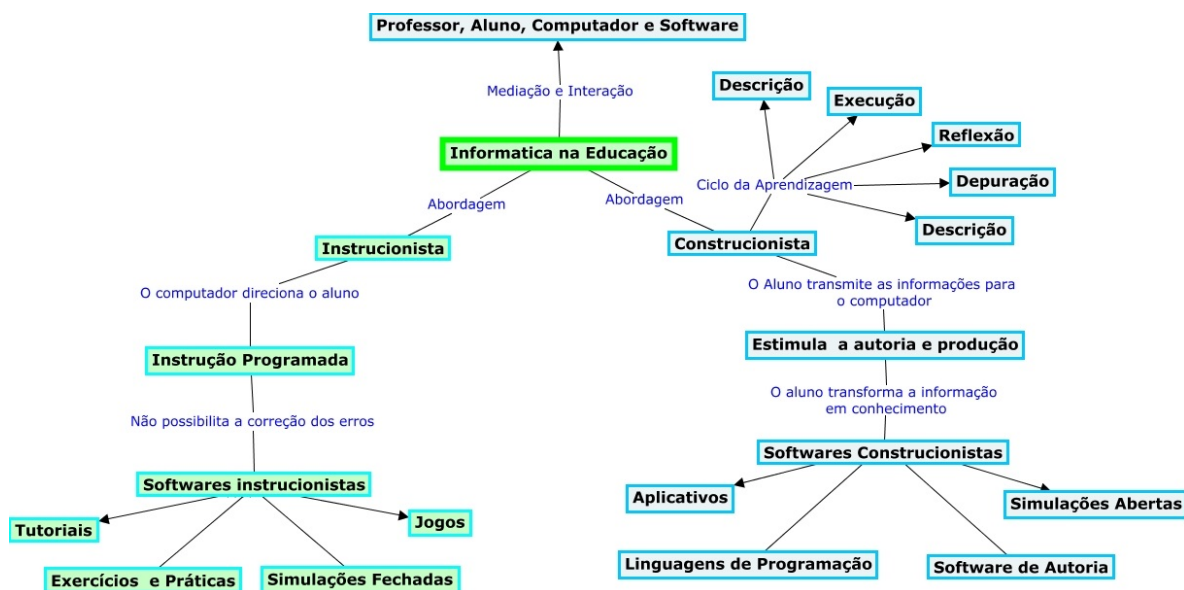 Professor, Aluno, Computador e Software
Mediação e Interação
Informatica na Educação
Abordagem
Abordagem
Instrucionista
O computador direciona o aluno
Instrução Programada
Não possibilita a correção dos erros
Softwares instrucionistas
Tutoriais
Jogos
Exercícios e Práticas
Simulações Fechadas
Construcionista
Ciclo da Aprendizagem
Descrição
Execução
Reflexão
Depuração
Descrição
O Aluno transmite as informações para
o computador
Estimula a autoria e produção
O aluno transforma a informação
em conhecimento
Softwares Construcionistas
Aplicativos
Simulações Abertas
Linguagens de Programação
Software de Autoria